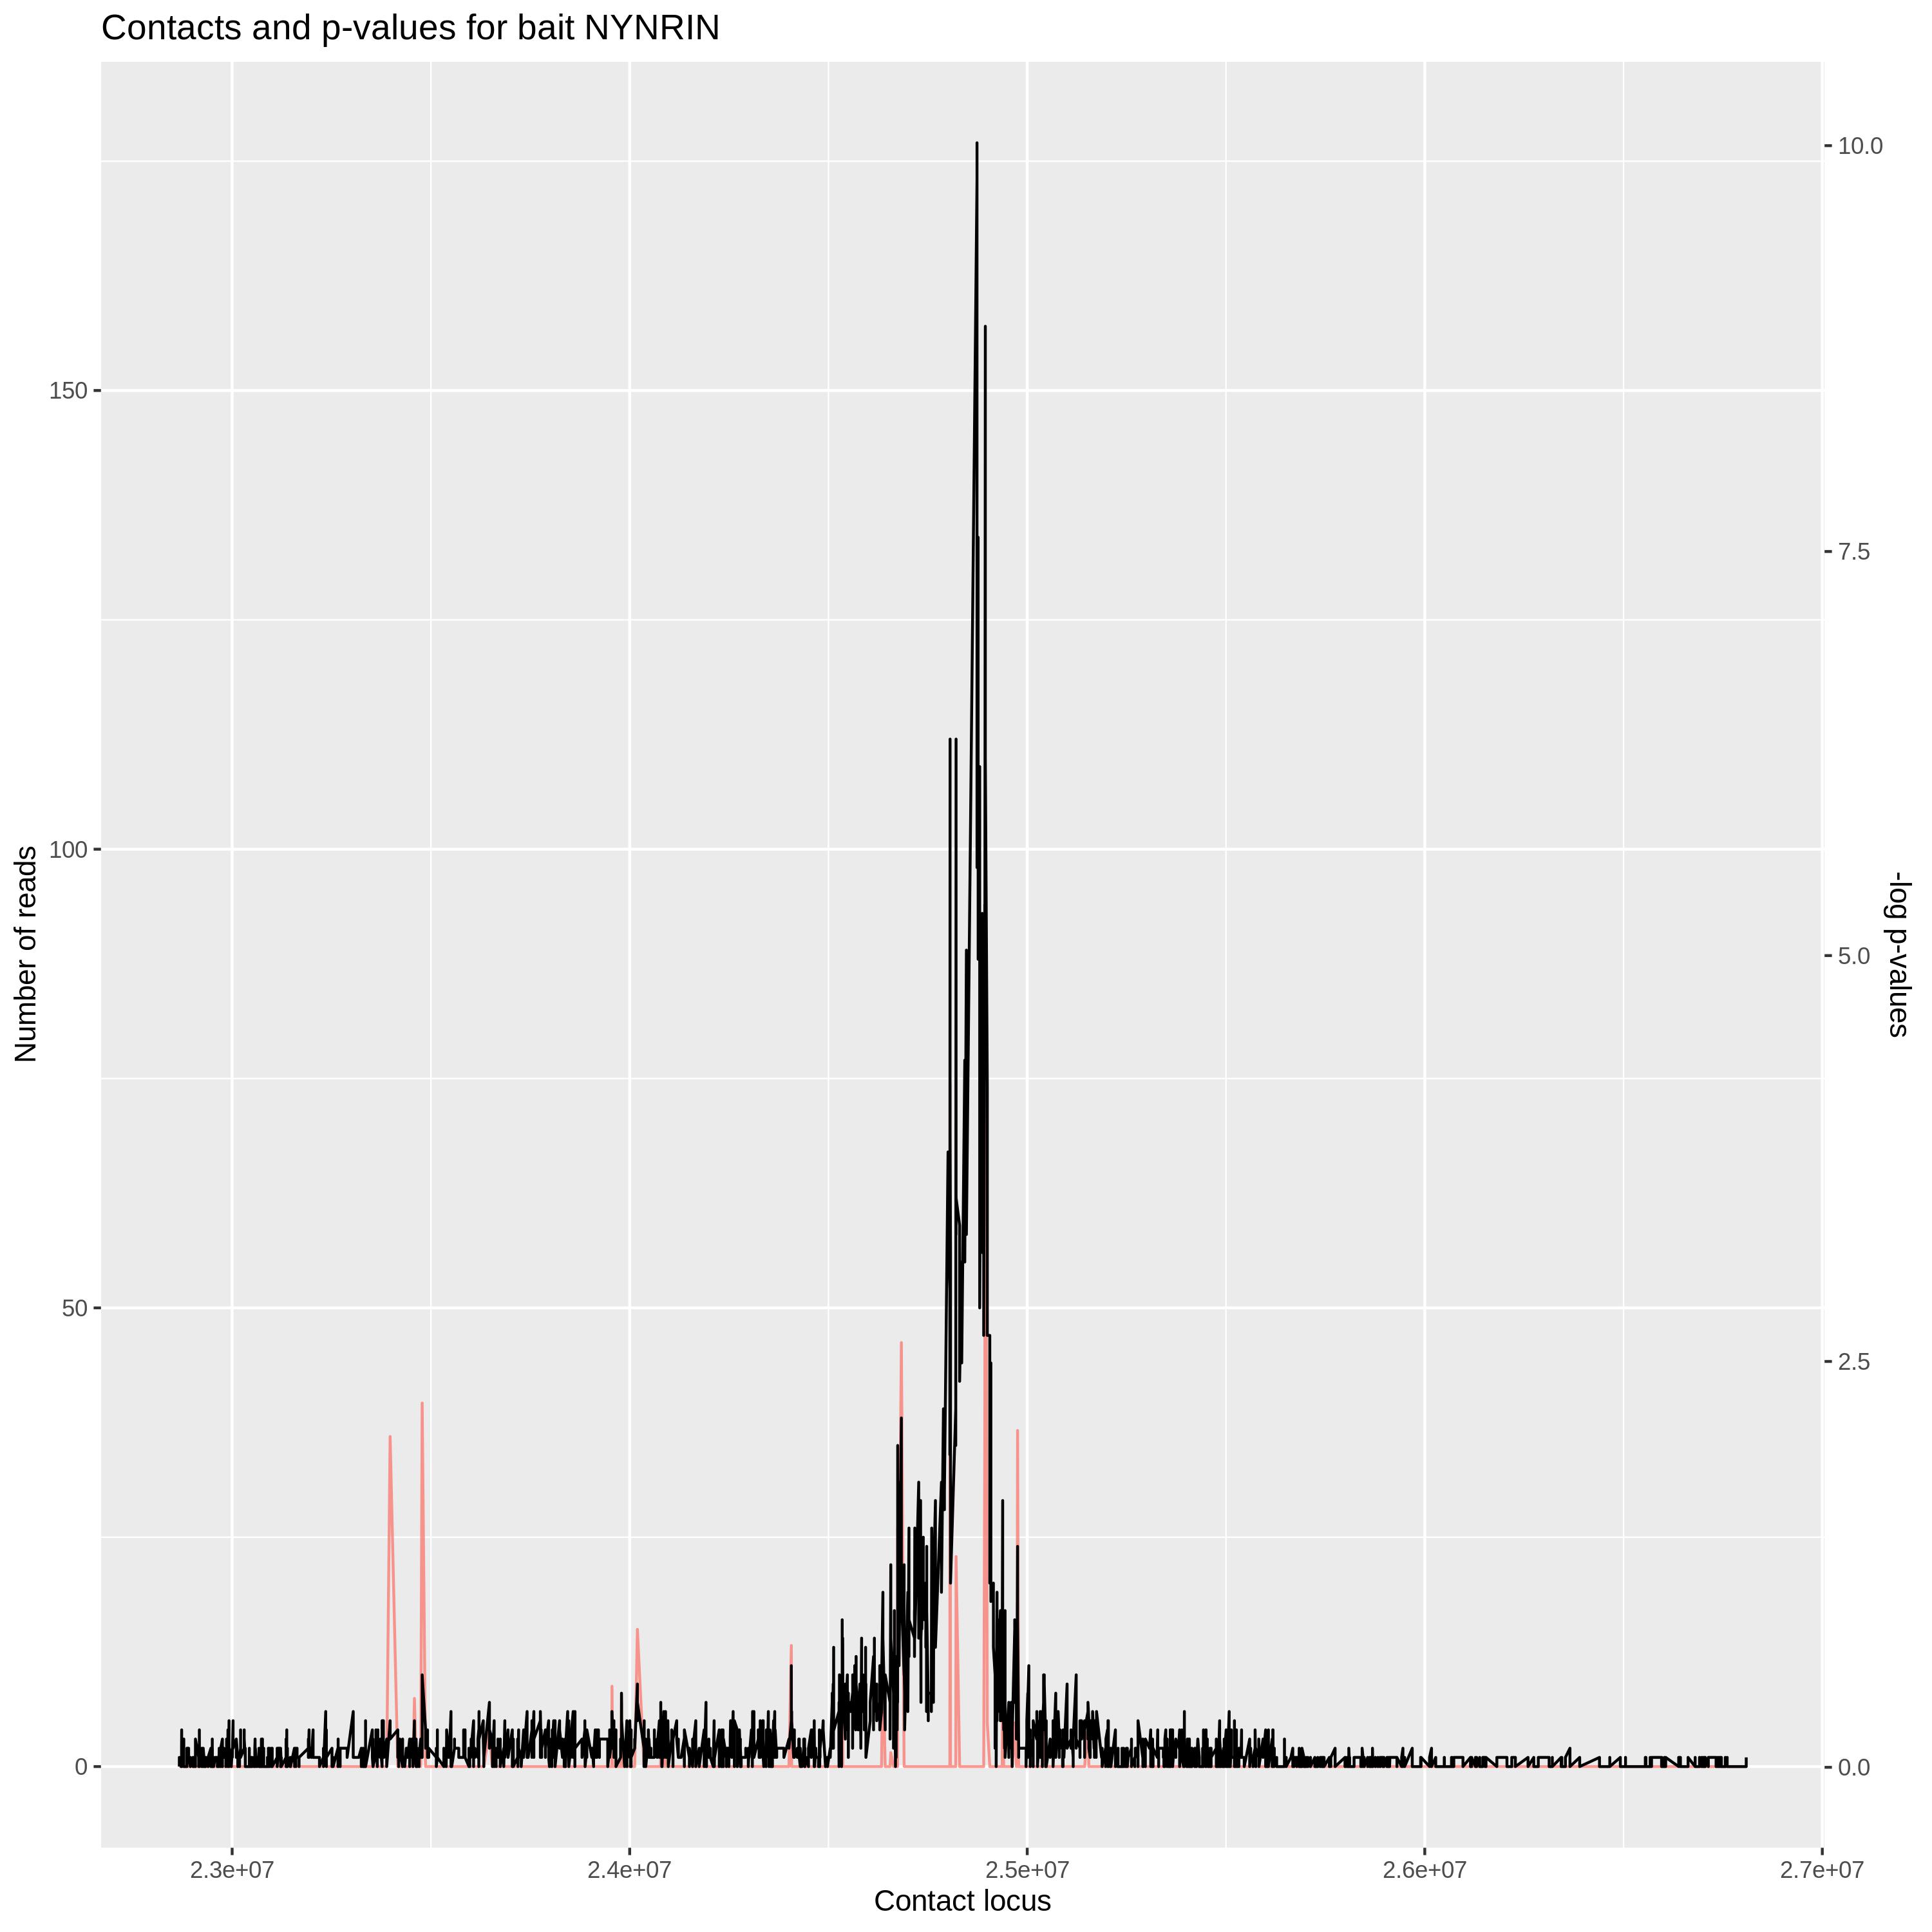 Contacts and p-values for bait NYNRIN
Number of reads
150
100
50
0
10.0
7.5
5.0
2.5
0.0
-log p-values
2.3e+07
2.4e+07
2.5e+07
2.6e+07
2.7e+07
Contact locus